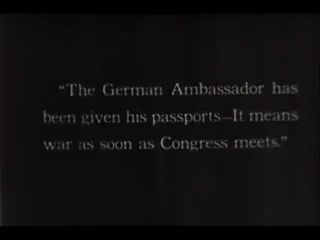 “The German Ambassador has
been given his passports—It means
war as soon as Congress meets.”